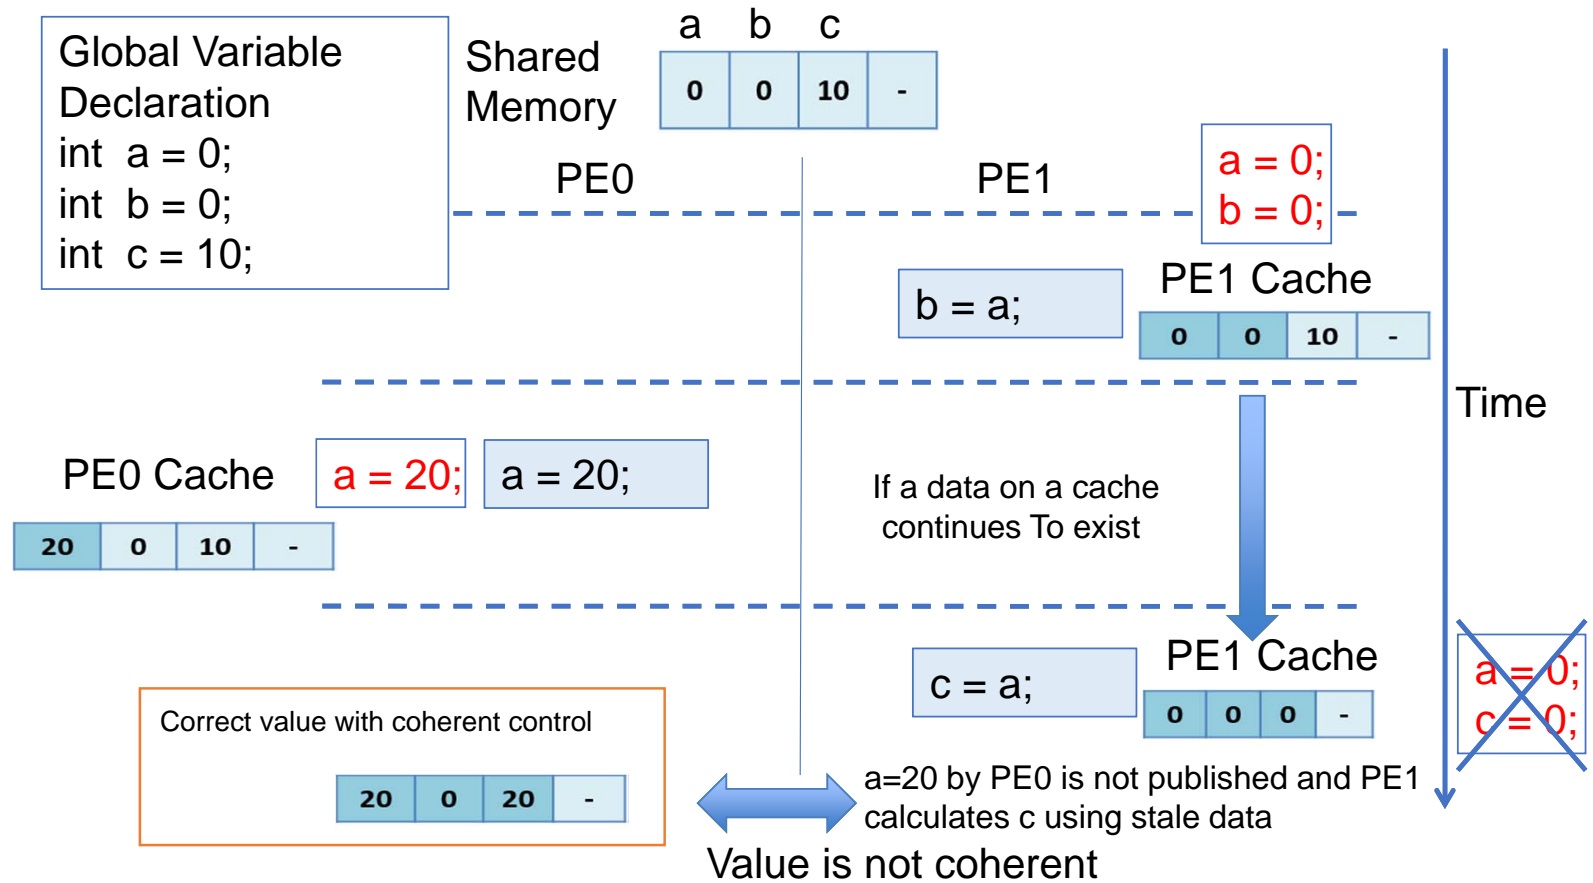 Global Variable
Declaration
int a = 0;
int b = 0;
int c = 10;
Shared
Memory
a b c
0 0 10 -
PE0
PE1
a = 0;
b = 0;
b = a;
PE1 Cache
0 0 10 -
Time
PE0 Cache
a = 20;
a = 20;
20 0 10 -
If a data on a cache
continues To exist
c = a;
PE1 Cache
0 0 0 -
a = 0;
c = 0;
Correct value with coherent control
20 0 20 -
a=20 by PE0 is not published and PE1
calculates c using stale data
Value is not coherent